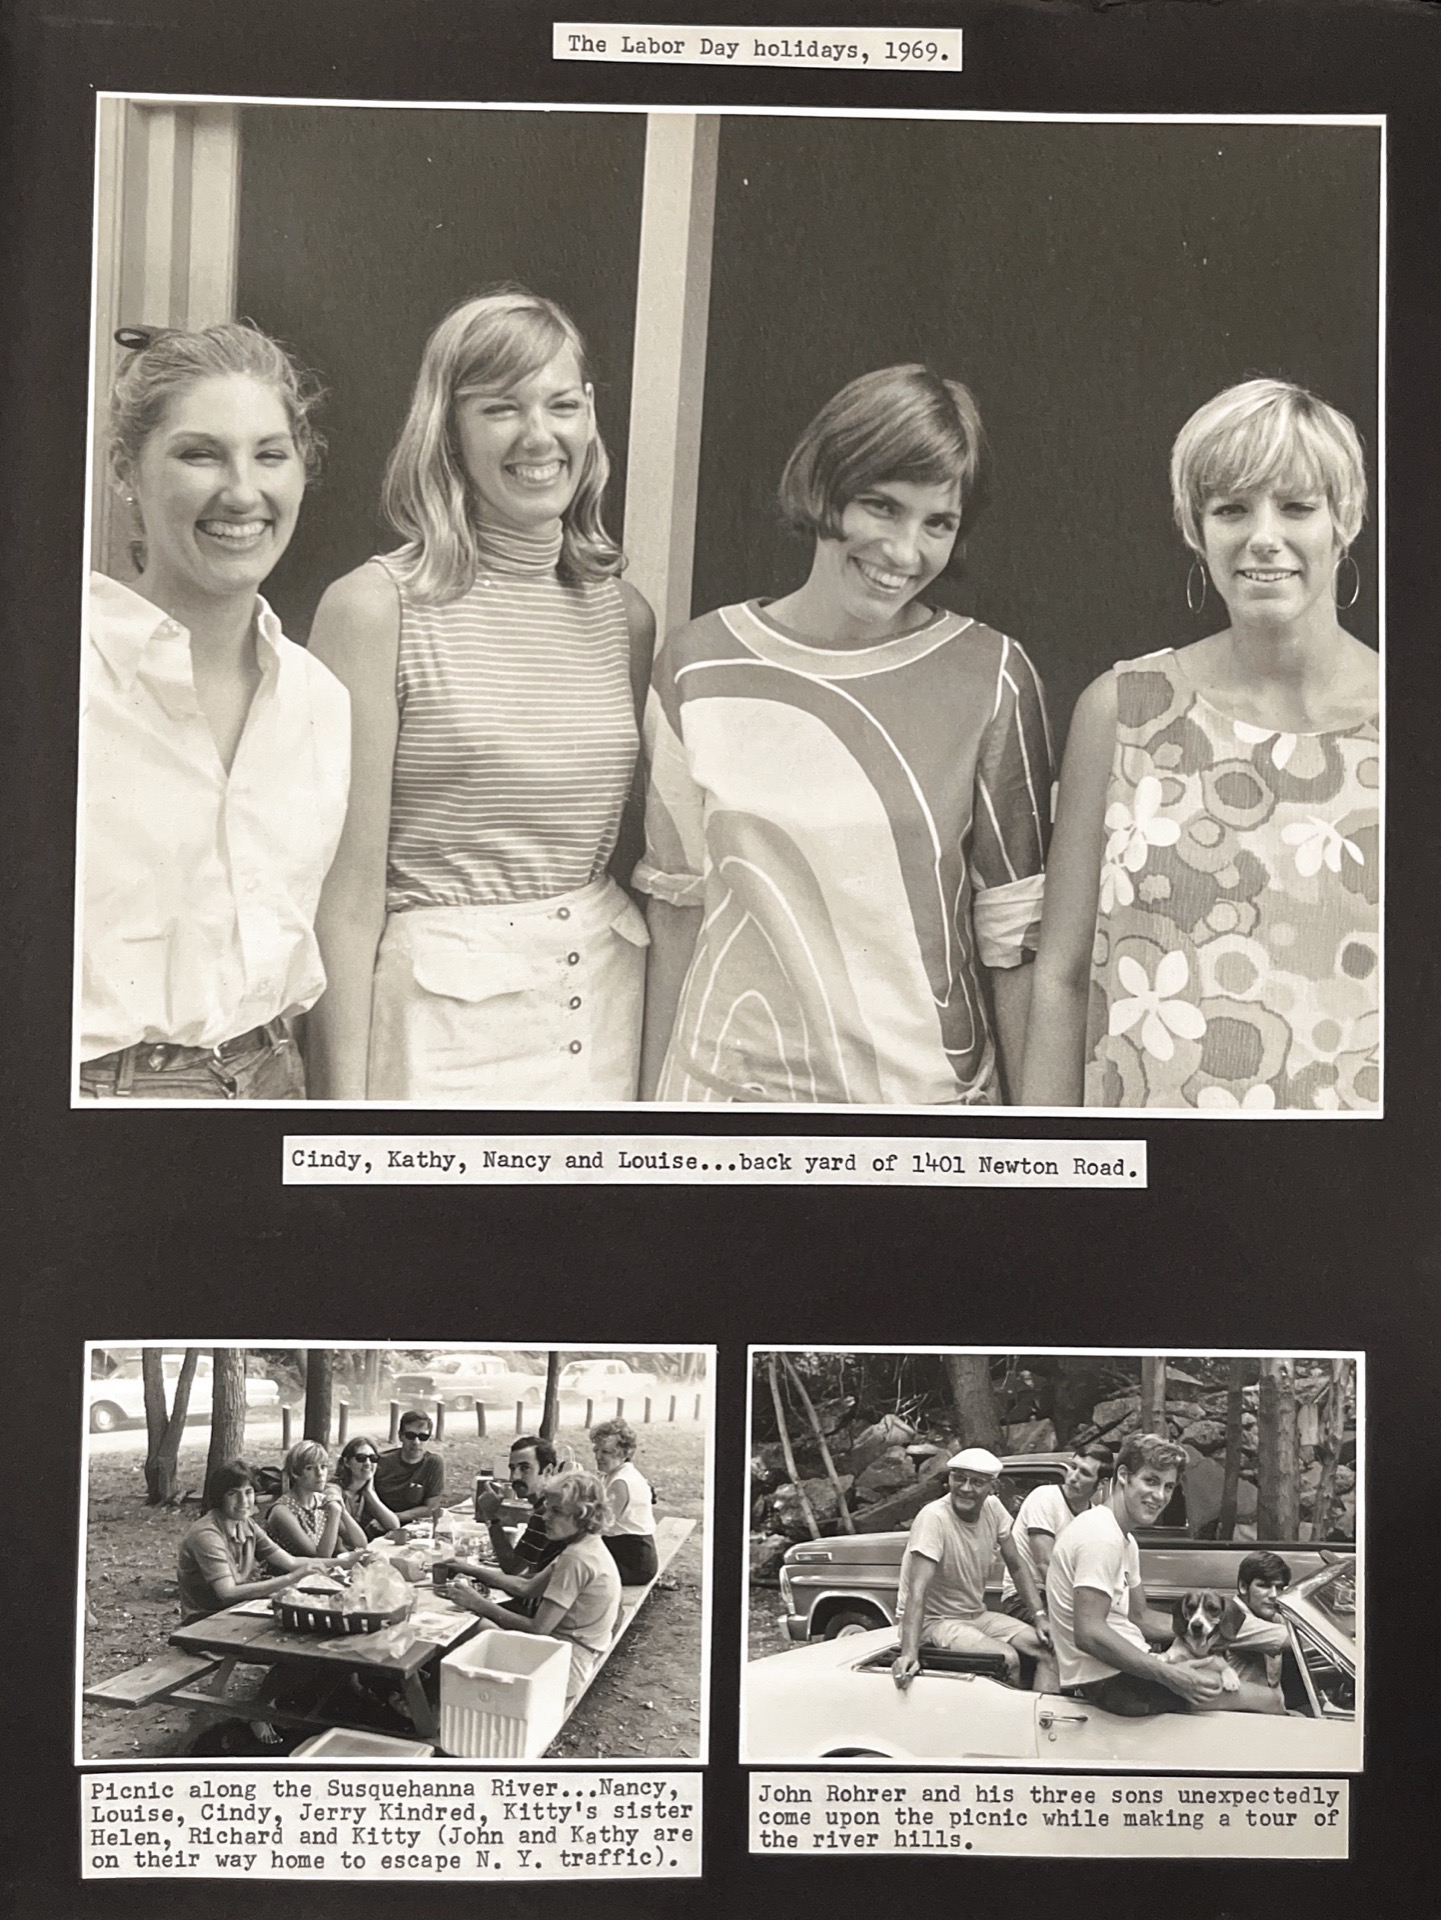 The Labor Day holidays, 1969.
Cindy, Kathy, Nancy and Louise...back yard of 1401 Newton Road.
Picnic along the Susquehanna River...Nancy,
Louise, Cindy, Jerry Kindred, Kitty's sister
Helen, Richard and Kitty (John and Kathy are
on their way home to escape N. Y. traffic).
John Rohrer and his three sons unexpectedly
come upon the picnic while making a tour of
the river hills.